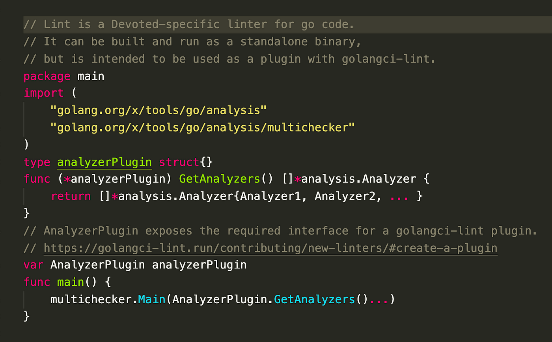 // Lint is a Devoted-specific linter for go code.
// It can be built and run as a standalone binary,
// but is intended to be used as a plugin with golangci-lint.
package main
import (
    "golang.org/x/tools/go/analysis"
    "golang.org/x/tools/go/analysis/multichecker"
)
type analyzerPlugin struct{}
func (*analyzerPlugin) GetAnalyzers() []*analysis.Analyzer {
    return []*analysis.Analyzer{Analyzer1, Analyzer2, ... }
}
// AnalyzerPlugin exposes the required interface for a golangci-lint plugin.
// https://golangci-lint.run/contributing/new-linters/#create-a-plugin
var AnalyzerPlugin analyzerPlugin
func main() {
    multichecker.Main(AnalyzerPlugin.GetAnalyzers()...)
}